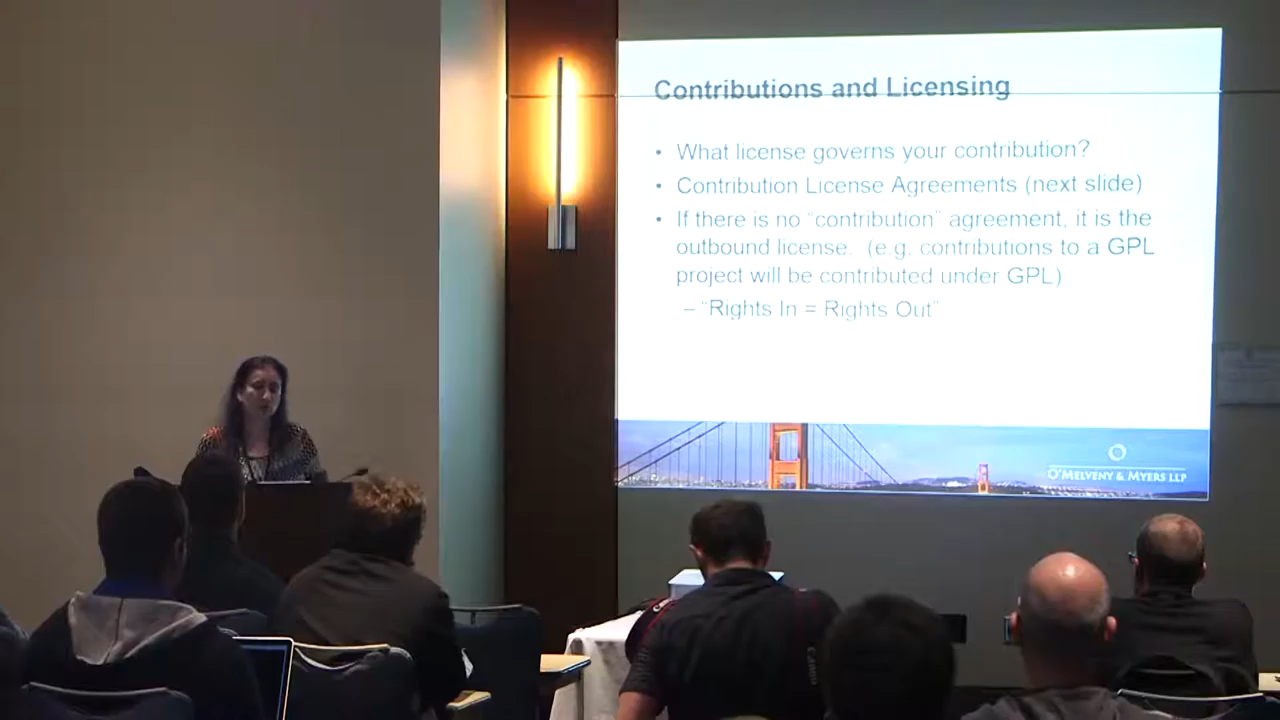 Contributions and Licensing
• What license governs your contribution?
• Contribution License Agreements (next slide)
• If there is no “contribution” agreement, it is the
outbound license. (e.g. contributions to a GPL
project will be contributed under GPL)
– “Rights In = Rights Out”
O'MELVENY & MYERS LLP